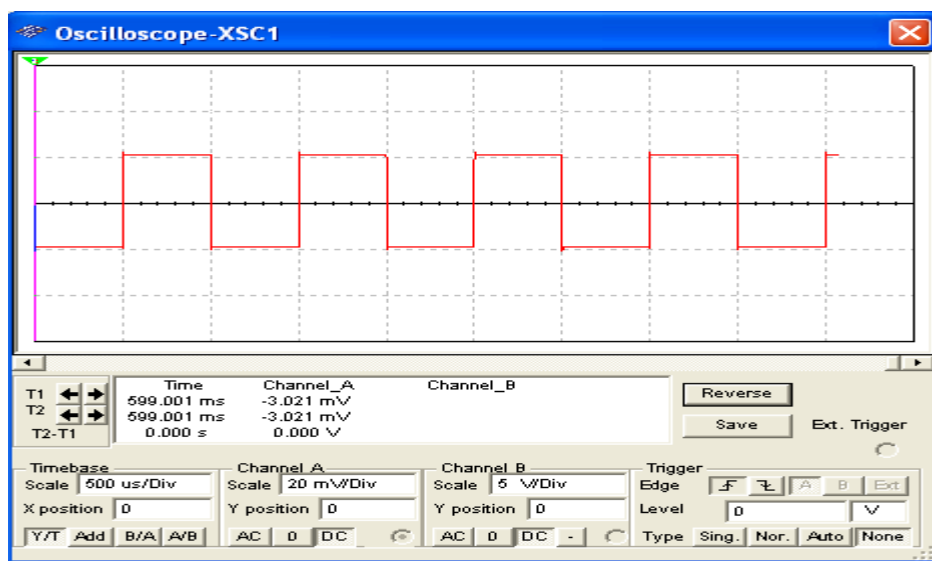 Oscilloscope-XSC1
Time Channel_A Channel_B
T1 599.001 ms -3.021 mV
T2 599.001 ms -3.021 mV
T2-T1 0.000 s 0.000 V
Reverse
Save
Ext. Trigger
Timebase
Scale 500 us/Div
X position 0
Y/T Add B/A A/B
Channel A
Scale 20 mV/Div
Y position 0
AC 0 DC
Channel B
Scale 5 V/Div
Y position 0
AC 0 DC -
Trigger
Edge A B Ext
Level 0 V
Type Sing. Nor. Auto None